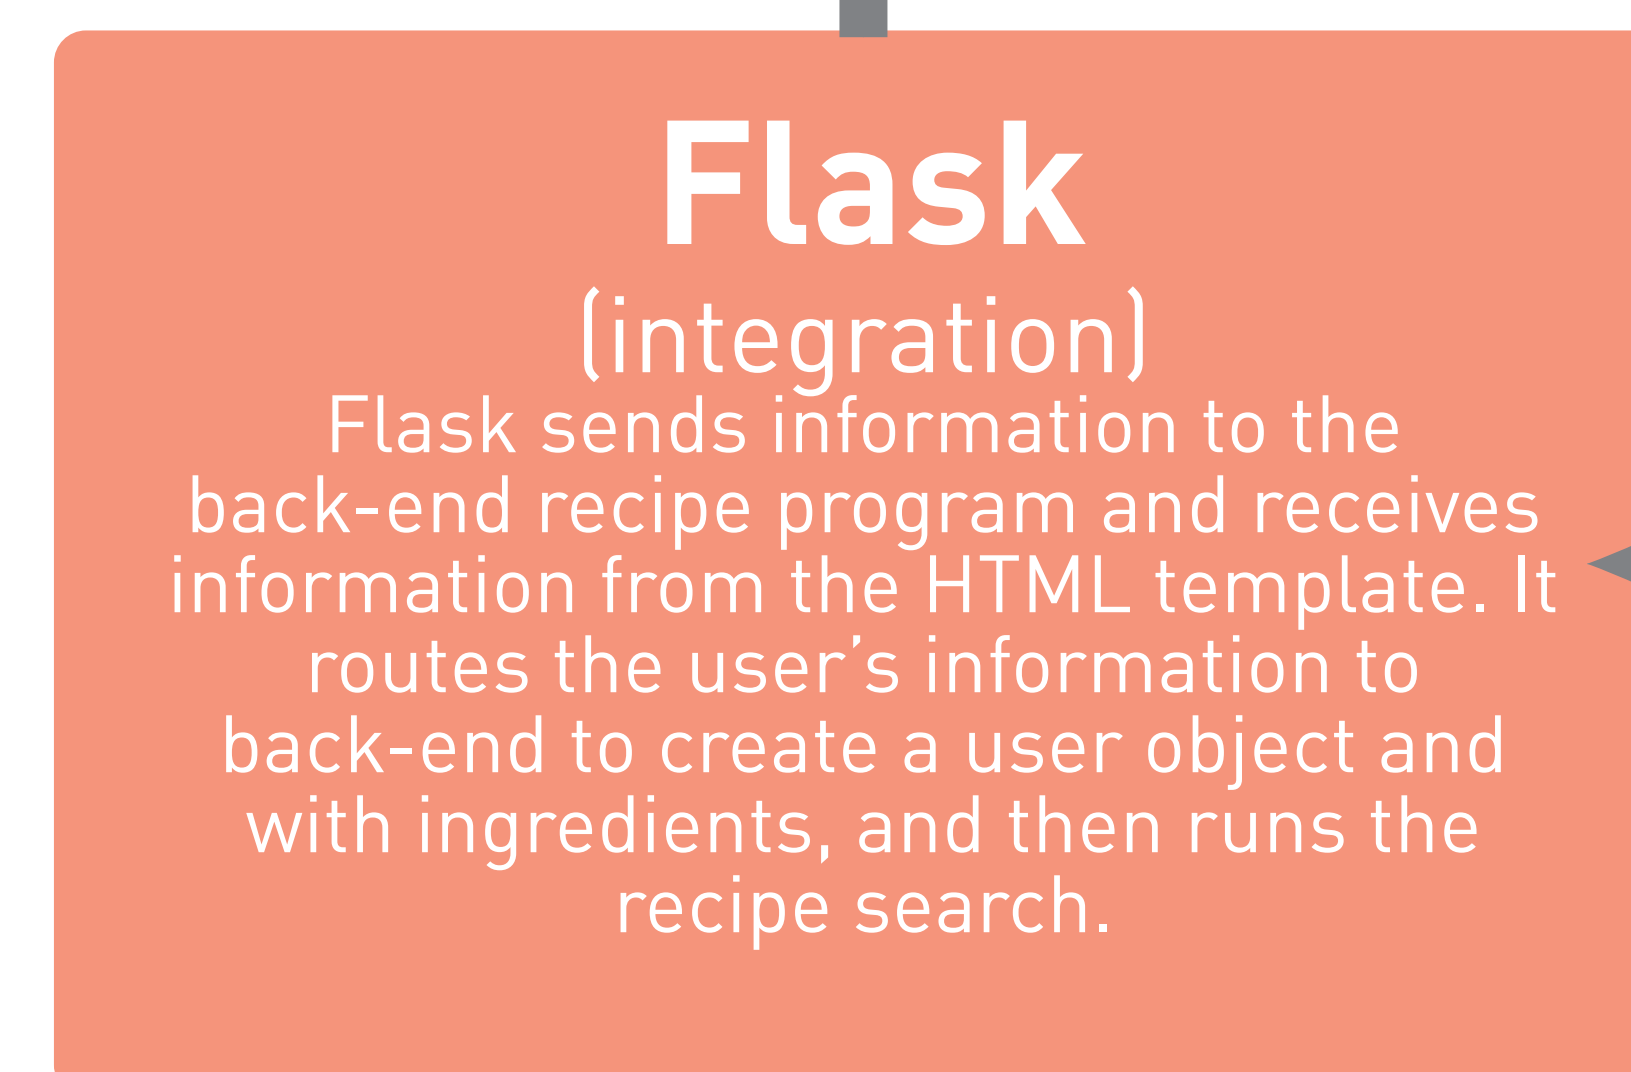 Flask
(integration)
Flask sends information to the
back-end recipe program and receives
information from the HTML template. It
routes the user’s information to
back-end to create a user object and
with ingredients, and then runs the
recipe search.